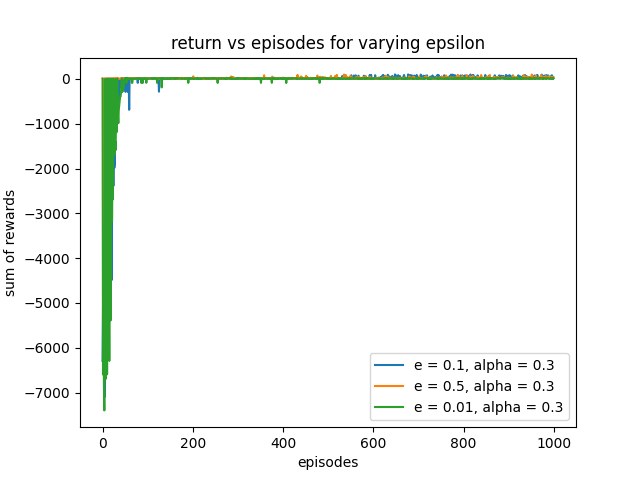 return vs episodes for varying epsilon
sum of rewards
0
−1000
−2000
−3000
−4000
−5000
−6000
−7000
e = 0.1, alpha = 0.3
e = 0.5, alpha = 0.3
e = 0.01, alpha = 0.3
0 200 400 600 800 1000
episodes